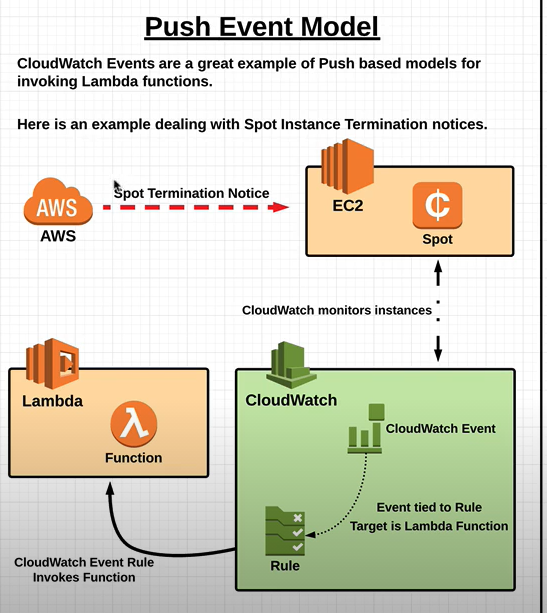 Push Event Model
CloudWatch Events are a great example of Push based models for
invoking Lambda functions.
Here is an example dealing with Spot Instance Termination notices.
AWS
AWS
Spot Termination Notice
EC2
₵
Spot
CloudWatch monitors instances
Lambda
λ
Function
CloudWatch
CloudWatch Event
Event tied to Rule
Target is Lambda Function
Rule
CloudWatch Event Rule
Invokes Function